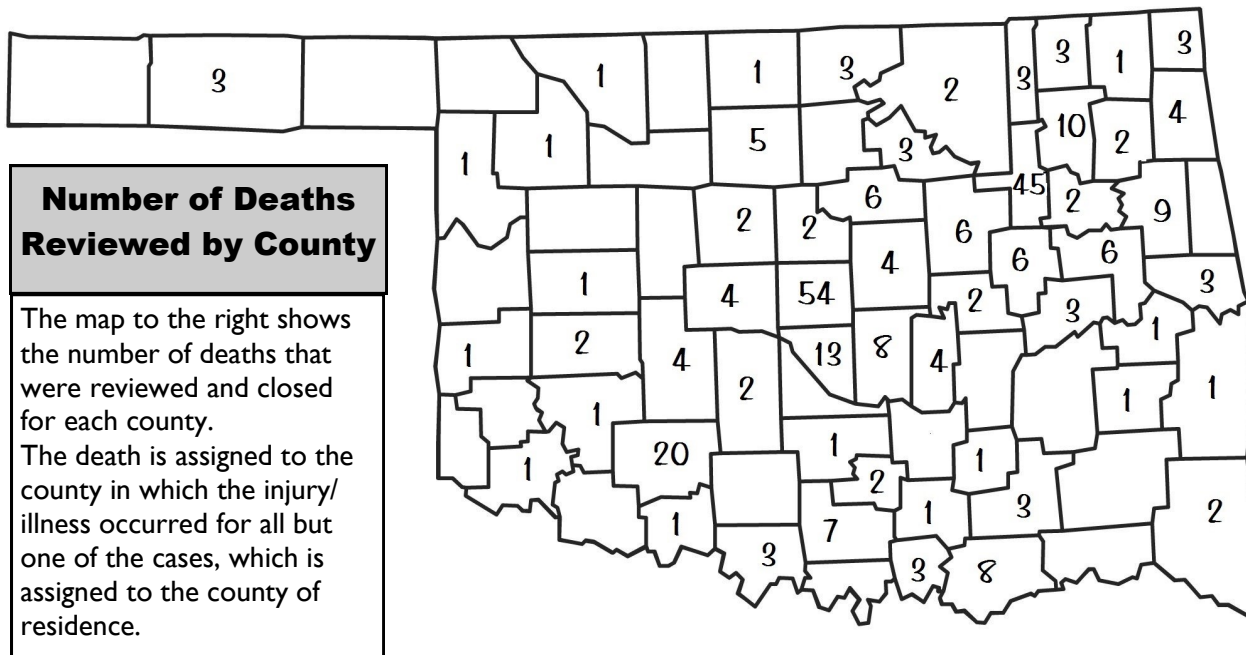 Number of Deaths
Reviewed by County
The map to the right shows
the number of deaths that
were reviewed and closed
for each county.
The death is assigned to the
county in which the injury/
illness occurred for all but
one of the cases, which is
assigned to the county of
residence.
3 1 1 3 2 3 3 1 3
1 1 5 3 10 2 4
2 2 6 6 45 2 9
1 4 54 4 2 6 6 3
1 2 4 2 13 8 4 3 1
1 1 1
1 20 1 2 1
1 3 7 1 3 2
3 8